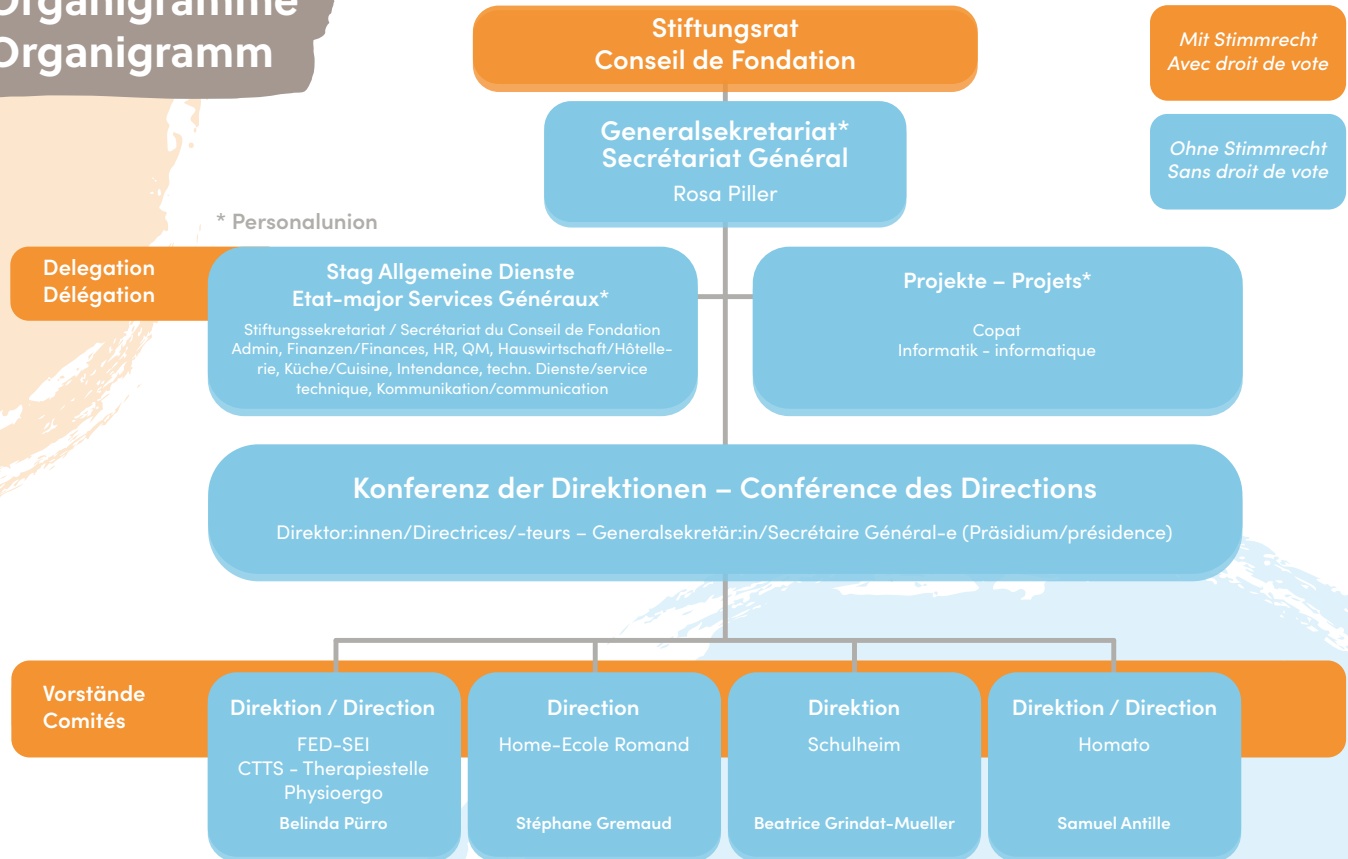 Organigramme
Organigramm
Stiftungsrat
Conseil de Fondation
Mit Stimmrecht
Avec droit de vote
Generalsekretariat*
Secrétariat Général
Rosa Piller
Ohne Stimmrecht
Sans droit de vote
* Personalunion
Delegation
Délégation
Stag Allgemeine Dienste
Etat-major Services Généraux*
Stiftungssekretariat / Secrétariat du Conseil de Fondation
Admin, Finanzen/Finances, HR, QM, Hauswirtschaft/Hôtelle-
rie, Küche/Cuisine, Intendance, techn. Dienste/service
technique, Kommunikation/communication
Projekte – Projets*
Copat
Informatik - informatique
Konferenz der Direktionen – Conférence des Directions
Direktor:innen/Directrices/-teurs – Generalsekretär:in/Secrétaire Général-e (Präsidium/présidence)
Vorstände
Comités
Direktion / Direction
FED-SEI
CTTS - Therapiestelle
Physioergo
Belinda Pürro
Direction
Home-Ecole Romand
Stéphane Gremaud
Direktion
Schulheim
Beatrice Grindat-Mueller
Direktion / Direction
Homato
Samuel Antille